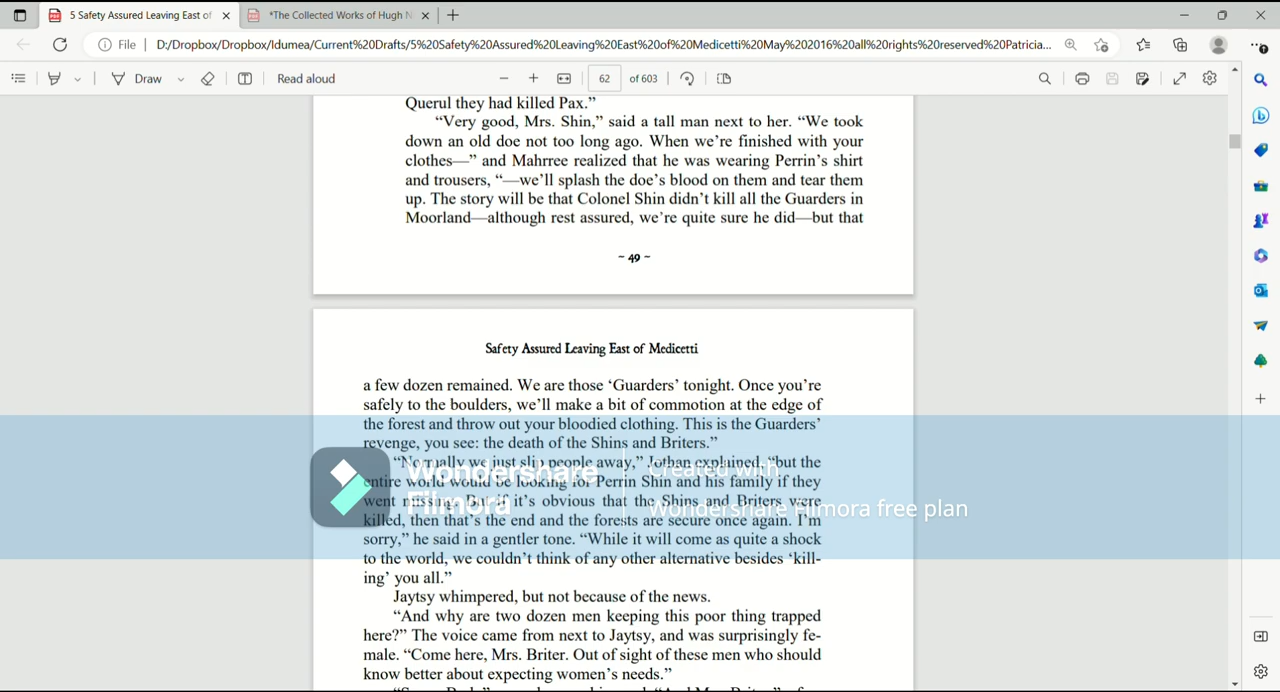 5 Safety Assured Leaving East of
*The Collected Works of Hugh N
File
D:/Dropbox/Dropbox/Idumea/Current%20Drafts/5%20Safety%20Assured%20Leaving%20East%20of%20Medicetti%20May%202016%20all%20rights%20reserved%20Patricia...
Draw
Read aloud
62 of 603
Querul they had killed Pax.”
“Very good, Mrs. Shin,” said a tall man next to her. “We took
down an old doe not too long ago. When we’re finished with your
clothes—” and Mahrree realized that he was wearing Perrin’s shirt
and trousers, “—we’ll splash the doe’s blood on them and tear them
up. The story will be that Colonel Shin didn’t kill all the Guarders in
Moorland—although rest assured, we’re quite sure he did—but that
- 49 -
Safety Assured Leaving East of Medicetti
a few dozen remained. We are those ‘Guarders’ tonight. Once you’re
safely to the boulders, we’ll make a bit of commotion at the edge of
the forest and throw out your bloodied clothing. This is the Guarders’
revenge, you see: the death of the Shins and Briters.”
“Normally we just slip people away,” Jothan explained, “but the
entire world would be looking for Perrin Shin and his family if they
went missing. But if it’s obvious that the Shins and Briters were
killed, then that’s the end and the forests are secure once again. I’m
sorry,” he said in a gentler tone. “While it will come as quite a shock
to the world, we couldn’t think of any other alternative besides ‘kill-
ing’ you all.”
Jaytsy whimpered, but not because of the news.
“And why are two dozen men keeping this poor thing trapped
here?” The voice came from next to Jaytsy, and was surprisingly fe-
male. “Come here, Mrs. Briter. Out of sight of these men who should
know better about expecting women’s needs.”
Wondershare
Filmora
Created with
Wondershare Filmora free plan